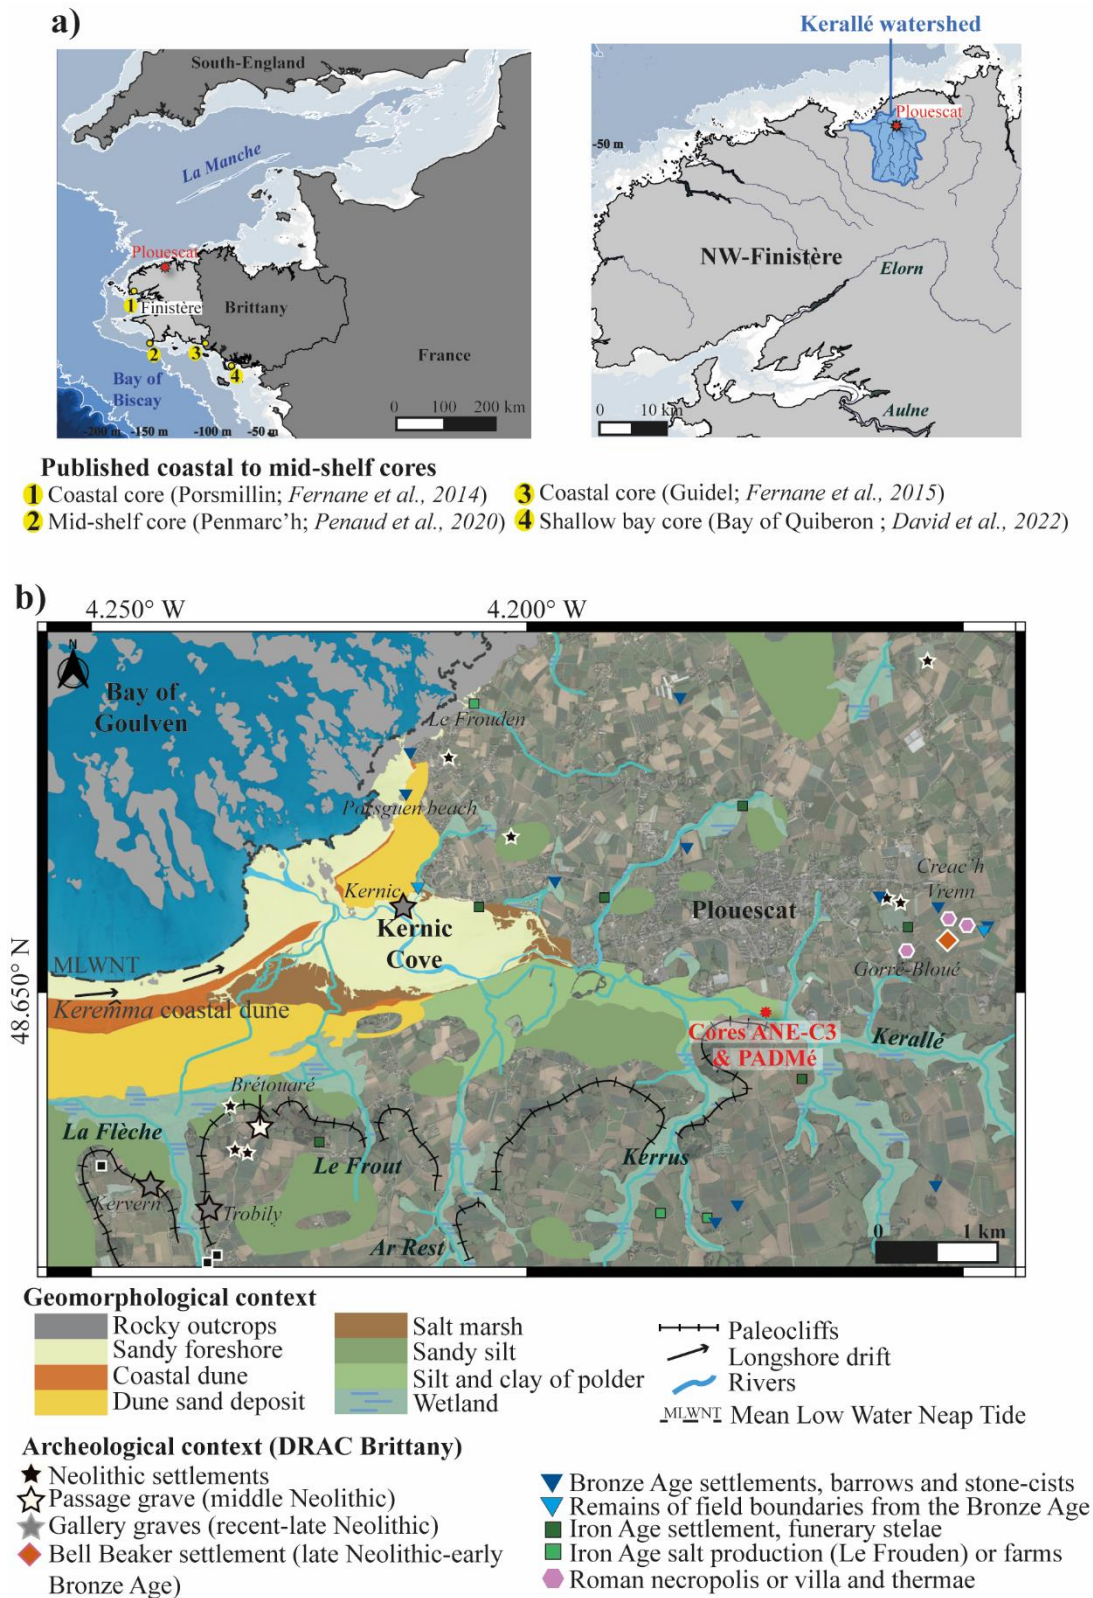 a)
Kerallé watershed
South-England
La Manche
Plouescat
1
Finistère
Brittany
2
3
4
France
Bay of
Biscay
-200 m -150 m -100 m -50 m
0 100 200 km
Plouescat
-50 m
NW-Finistère
Elorn
Aulne
0 10 km
Published coastal to mid-shelf cores
1 Coastal core (Porsmillin; Fernane et al., 2014)
2 Mid-shelf core (Penmarc’h; Penaud et al., 2020)
3 Coastal core (Guidel; Fernane et al., 2015)
4 Shallow bay core (Bay of Quiberon ; David et al., 2022)
b)
4.250° W
4.200° W
48.650° N
N
Bay of
Goulven
Le Frouden
Porsguen beach
Kernic
Kernic
Cove
Plouescat
Creac'h
Vrenn
Gorré-Bloué
MLWNT
Keremma coastal dune
Cores ANE-C3
& PADMé
Kerallé
Brétouaré
La Flèche
Le Frout
Kerrus
Kervern
Trobily
Ar Rest
0 1 km
Geomorphological context
Rocky outcrops
Sandy foreshore
Coastal dune
Dune sand deposit
Salt marsh
Sandy silt
Silt and clay of polder
Wetland
Paleocliffs
Longshore drift
Rivers
MLWNT Mean Low Water Neap Tide
Archeological context (DRAC Brittany)
Neolithic settlements
Passage grave (middle Neolithic)
Gallery graves (recent-late Neolithic)
Bell Beaker settlement (late Neolithic-early
Bronze Age)
Bronze Age settlements, barrows and stone-cists
Remains of field boundaries from the Bronze Age
Iron Age settlement, funerary stelae
Iron Age salt production (Le Frouden) or farms
Roman necropolis or villa and thermae